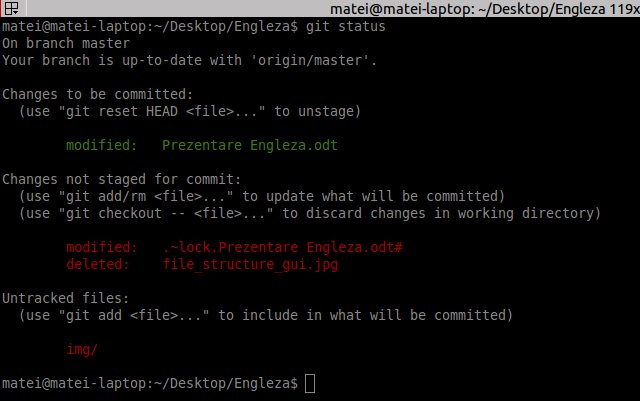 matei@matei-laptop: ~/Desktop/Engleza 119x
matei@matei-laptop:~/Desktop/Engleza$ git status
On branch master
Your branch is up-to-date with 'origin/master'.
Changes to be committed:
  (use "git reset HEAD <file>..." to unstage)
        modified:   Prezentare Engleza.odt
Changes not staged for commit:
  (use "git add/rm <file>..." to update what will be committed)
  (use "git checkout -- <file>..." to discard changes in working directory)
        modified:   .~lock.Prezentare Engleza.odt#
        deleted:    file_structure_gui.jpg
Untracked files:
  (use "git add <file>..." to include in what will be committed)
        img/
matei@matei-laptop:~/Desktop/Engleza$